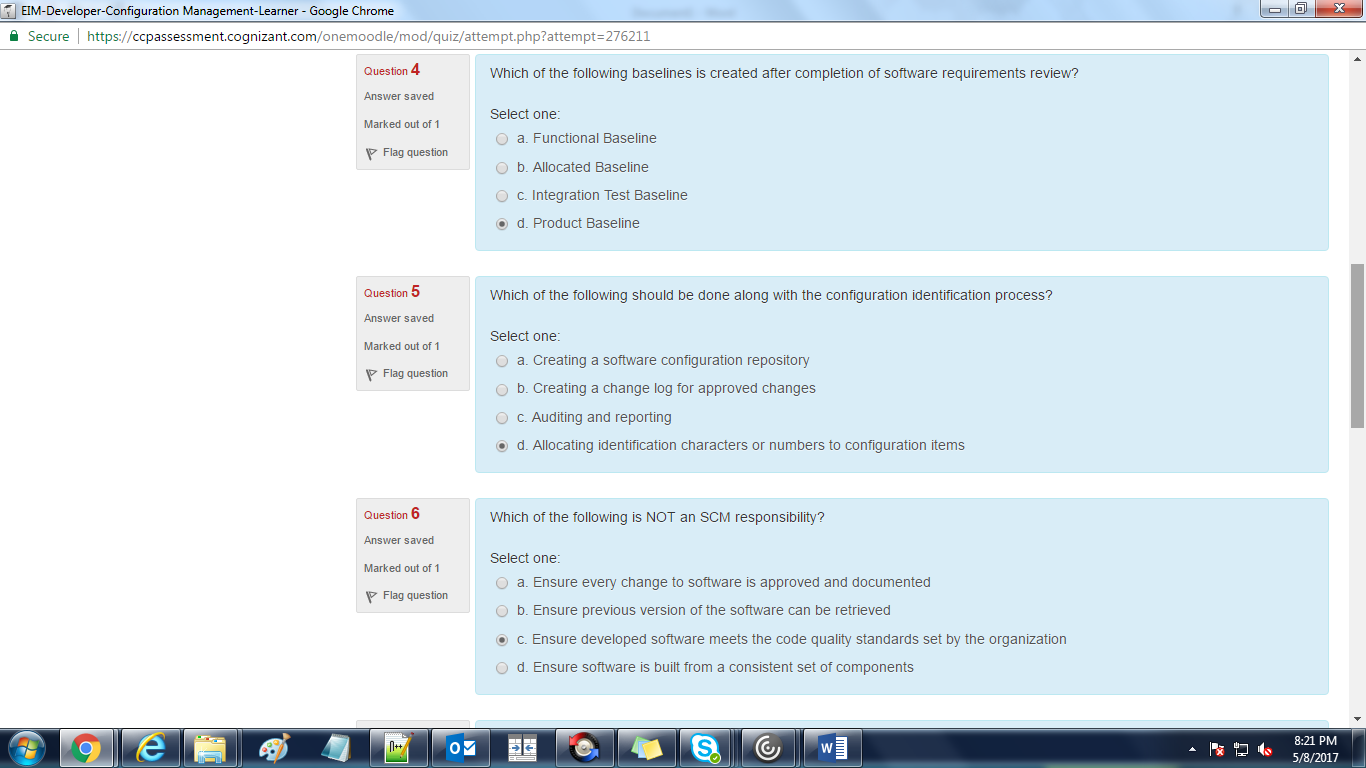 EIM-Developer-Configuration Management-Learner - Google Chrome
Secure https://ccpassessment.cognizant.com/onemoodle/mod/quiz/attempt.php?attempt=276211
Question 4
Answer saved
Marked out of 1
Flag question
Which of the following baselines is created after completion of software requirements review?
Select one:
a. Functional Baseline
b. Allocated Baseline
c. Integration Test Baseline
d. Product Baseline
Question 5
Answer saved
Marked out of 1
Flag question
Which of the following should be done along with the configuration identification process?
Select one:
a. Creating a software configuration repository
b. Creating a change log for approved changes
c. Auditing and reporting
d. Allocating identification characters or numbers to configuration items
Question 6
Answer saved
Marked out of 1
Flag question
Which of the following is NOT an SCM responsibility?
Select one:
a. Ensure every change to software is approved and documented
b. Ensure previous version of the software can be retrieved
c. Ensure developed software meets the code quality standards set by the organization
d. Ensure software is built from a consistent set of components
8:21 PM
5/8/2017